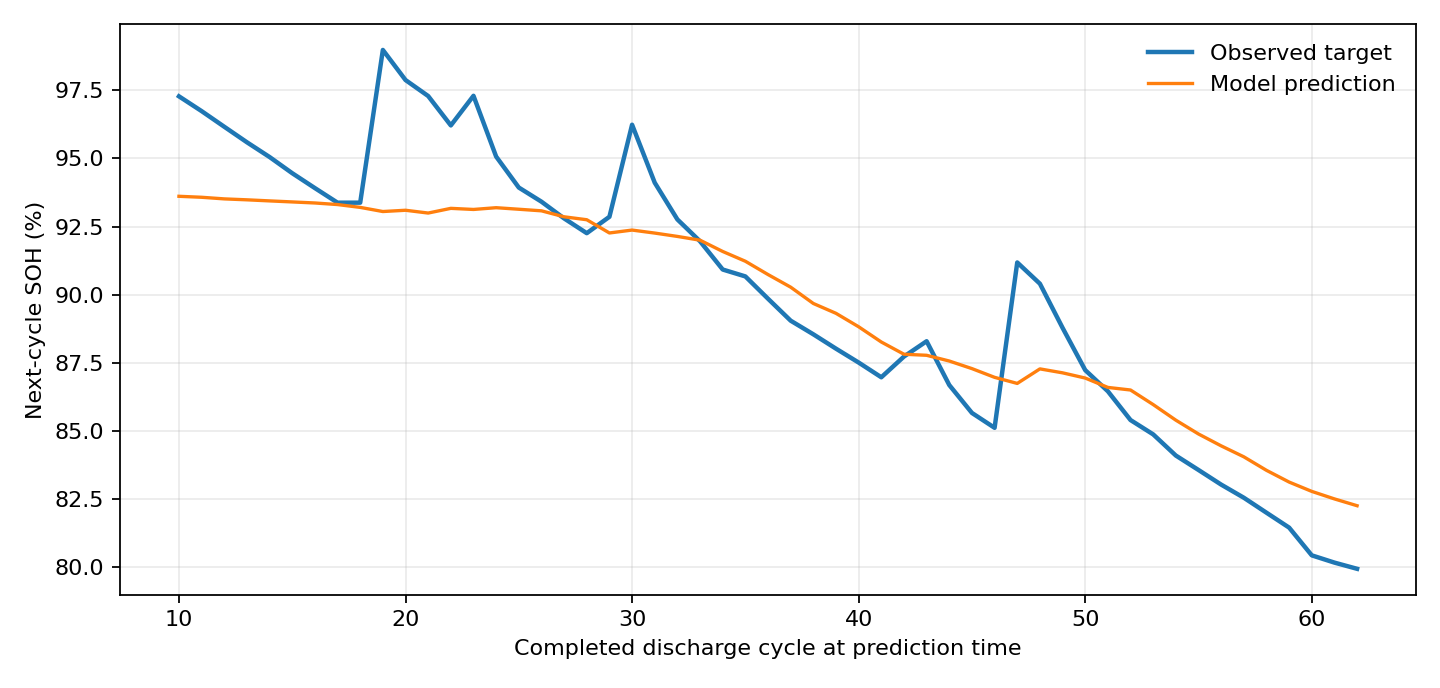 Observed target
Model prediction
97.5
95.0
92.5
90.0
87.5
85.0
82.5
80.0
Next-cycle SOH (%)
10 20 30 40 50 60
Completed discharge cycle at prediction time